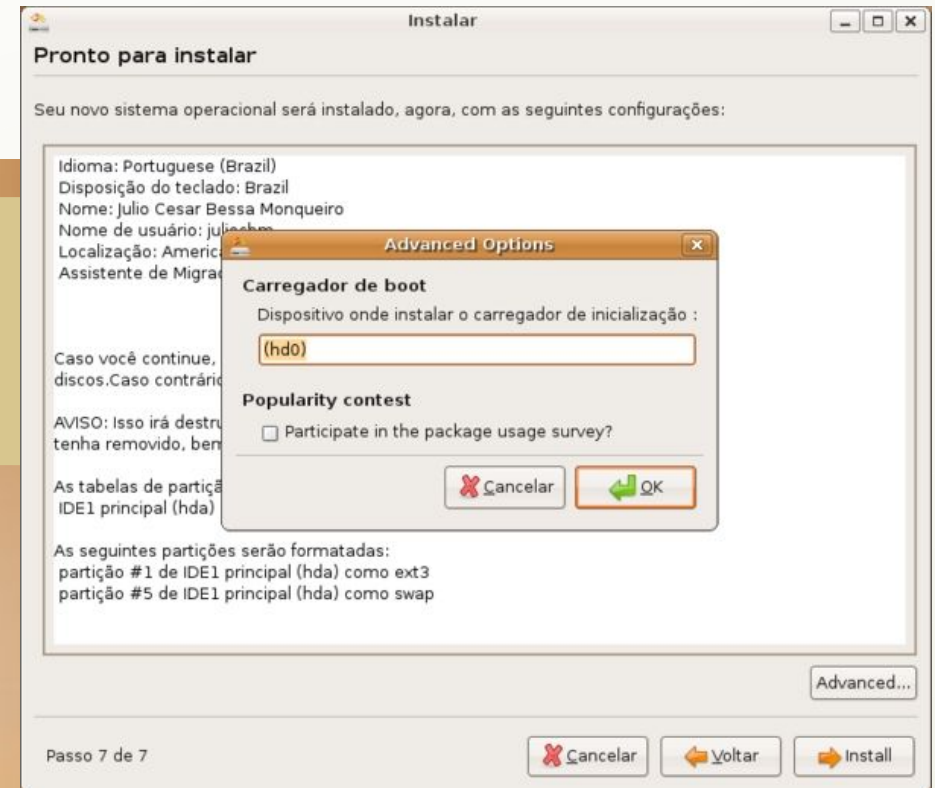 Instalar
Pronto para instalar
Seu novo sistema operacional será instalado, agora, com as seguintes configurações:
Idioma: Portuguese (Brazil)
Disposição do teclado: Brazil
Nome: Julio Cesar Bessa Monqueiro
Nome de usuário:
Localização:
Assistente de
Caso você continue,
discos.Caso
AVISO: Isso irá
tenha removido,
As tabelas de
IDE1 principal (hda)
As seguintes partições serão formatadas:
partição #1 de IDE1 principal (hda) como ext3
partição #5 de IDE1 principal (hda) como swap
Advanced Options
Carregador de boot
Dispositivo onde instalar o carregador de inicialização :
(hd0)
Popularity contest
Participate in the package usage survey?
Cancelar
OK
Advanced...
Passo 7 de 7
Cancelar
Voltar
Install